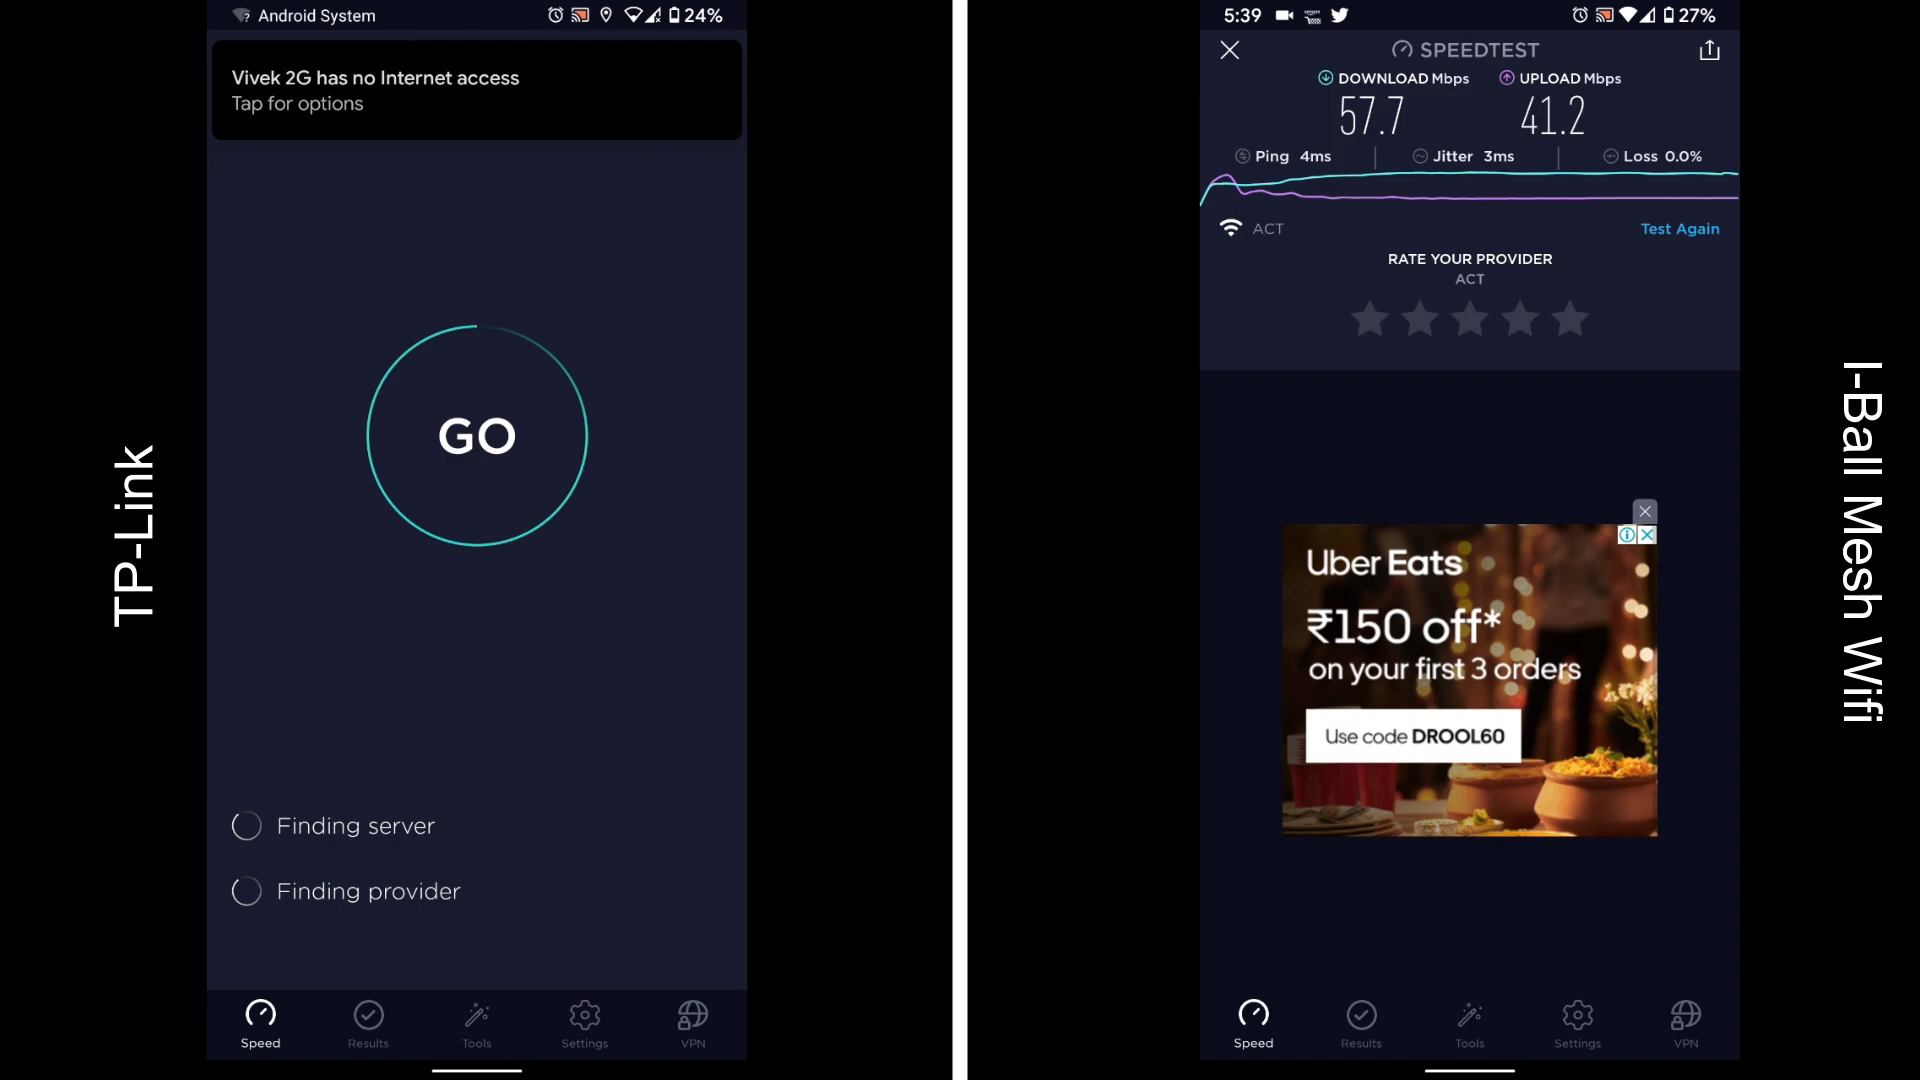 TP-Link
Android System
24%
Vivek 2G has no Internet access
Tap for options
GO
Finding server
Finding provider
Speed
Results
Tools
Settings
VPN
5:39
27%
SPEEDTEST
DOWNLOAD Mbps
UPLOAD Mbps
57.7
41.2
Ping 4ms
Jitter 3ms
Loss 0.0%
ACT
Test Again
RATE YOUR PROVIDER
ACT
Uber Eats
₹150 off*
on your first 3 orders
Use code DROOL60
Speed
Results
Tools
Settings
VPN
I-Ball Mesh Wifi